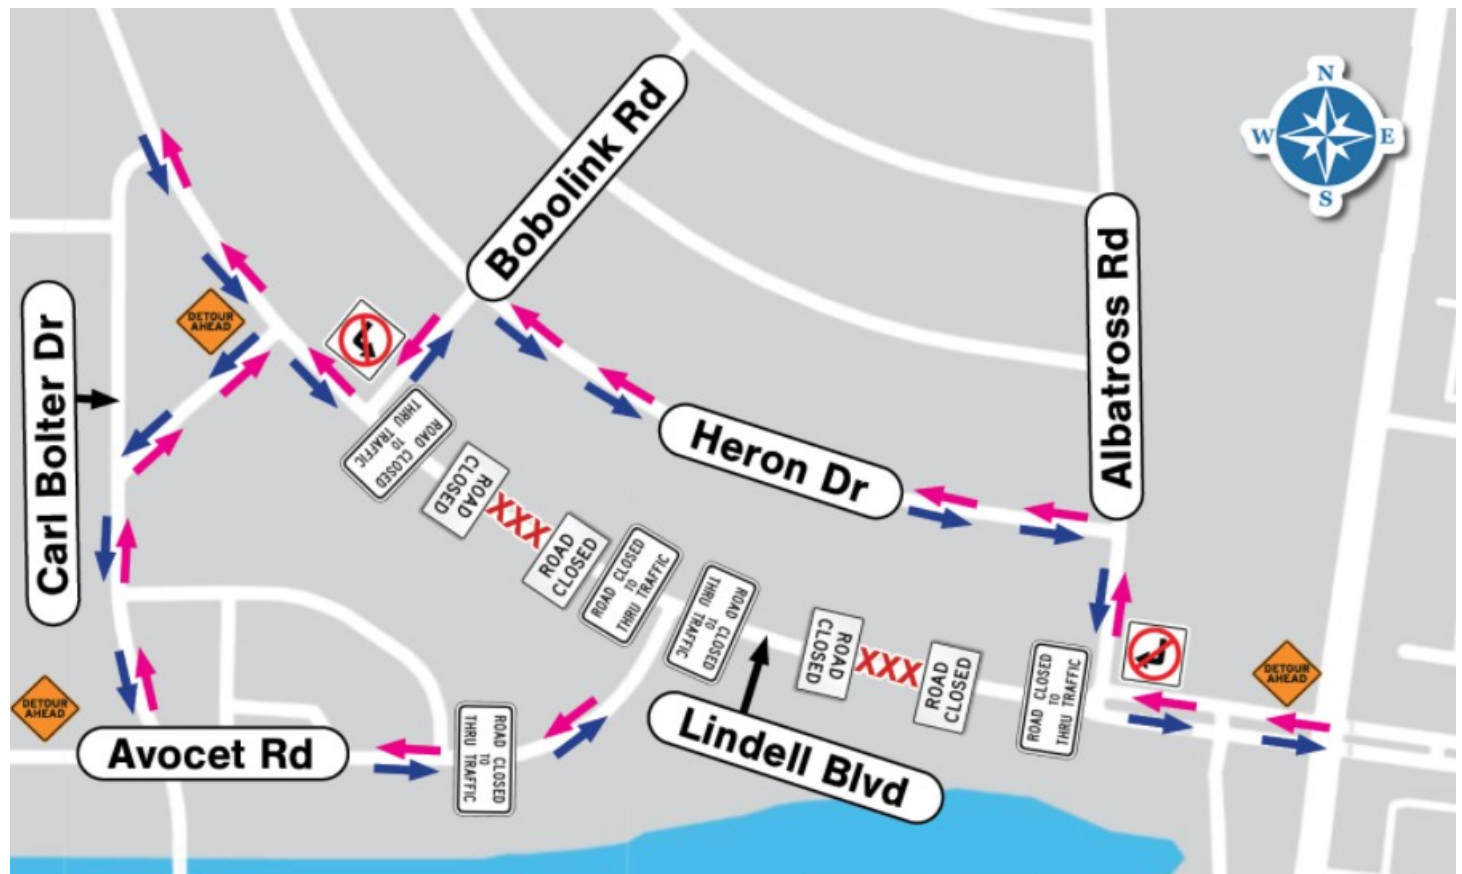 N
W
E
S
Bobolink Rd
Albatross Rd
DETOUR
AHEAD
Carl Bolter Dr
Heron Dr
ROAD CLOSED
TO
THRU TRAFFIC
ROAD
CLOSED
XXX
ROAD
CLOSED
ROAD CLOSED
TO
THRU TRAFFIC
ROAD CLOSED
TO
THRU TRAFFIC
ROAD
CLOSED
XXX
ROAD
CLOSED
ROAD CLOSED
TO
THRU TRAFFIC
DETOUR
AHEAD
DETOUR
AHEAD
Avocet Rd
ROAD CLOSED
TO
THRU TRAFFIC
Lindell Blvd